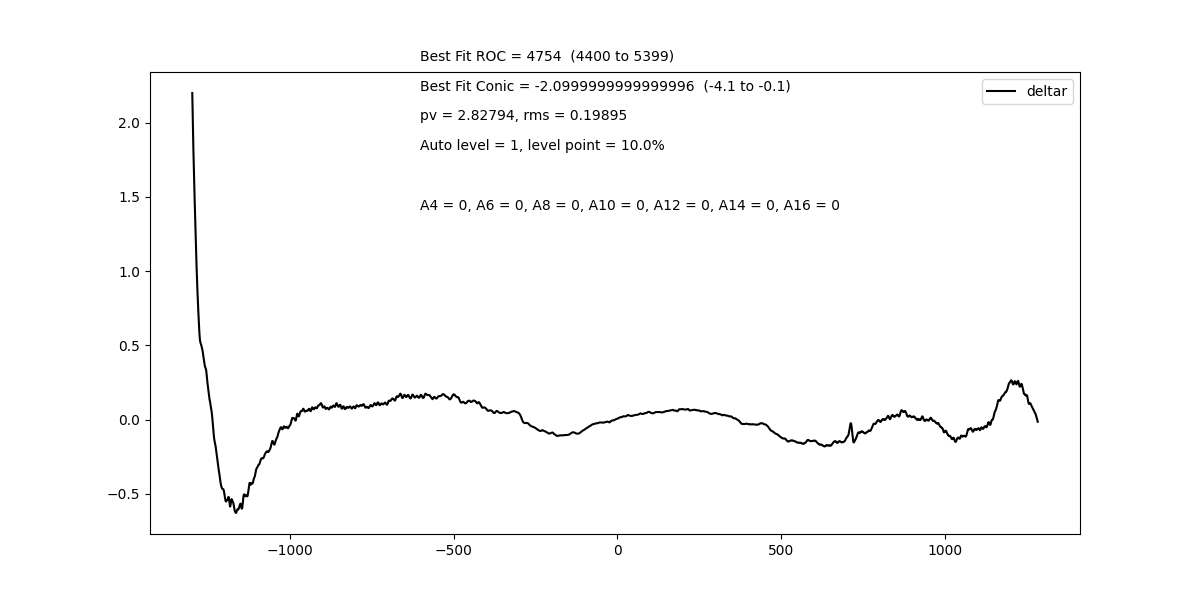 Best Fit ROC = 4754  (4400 to 5399)
Best Fit Conic = -2.0999999999999996  (-4.1 to -0.1)
deltar
pv = 2.82794, rms = 0.19895
Auto level = 1, level point = 10.0%
A4 = 0, A6 = 0, A8 = 0, A10 = 0, A12 = 0, A14 = 0, A16 = 0
2.0
1.5
1.0
0.5
0.0
−0.5
−1000 −500 0 500 1000